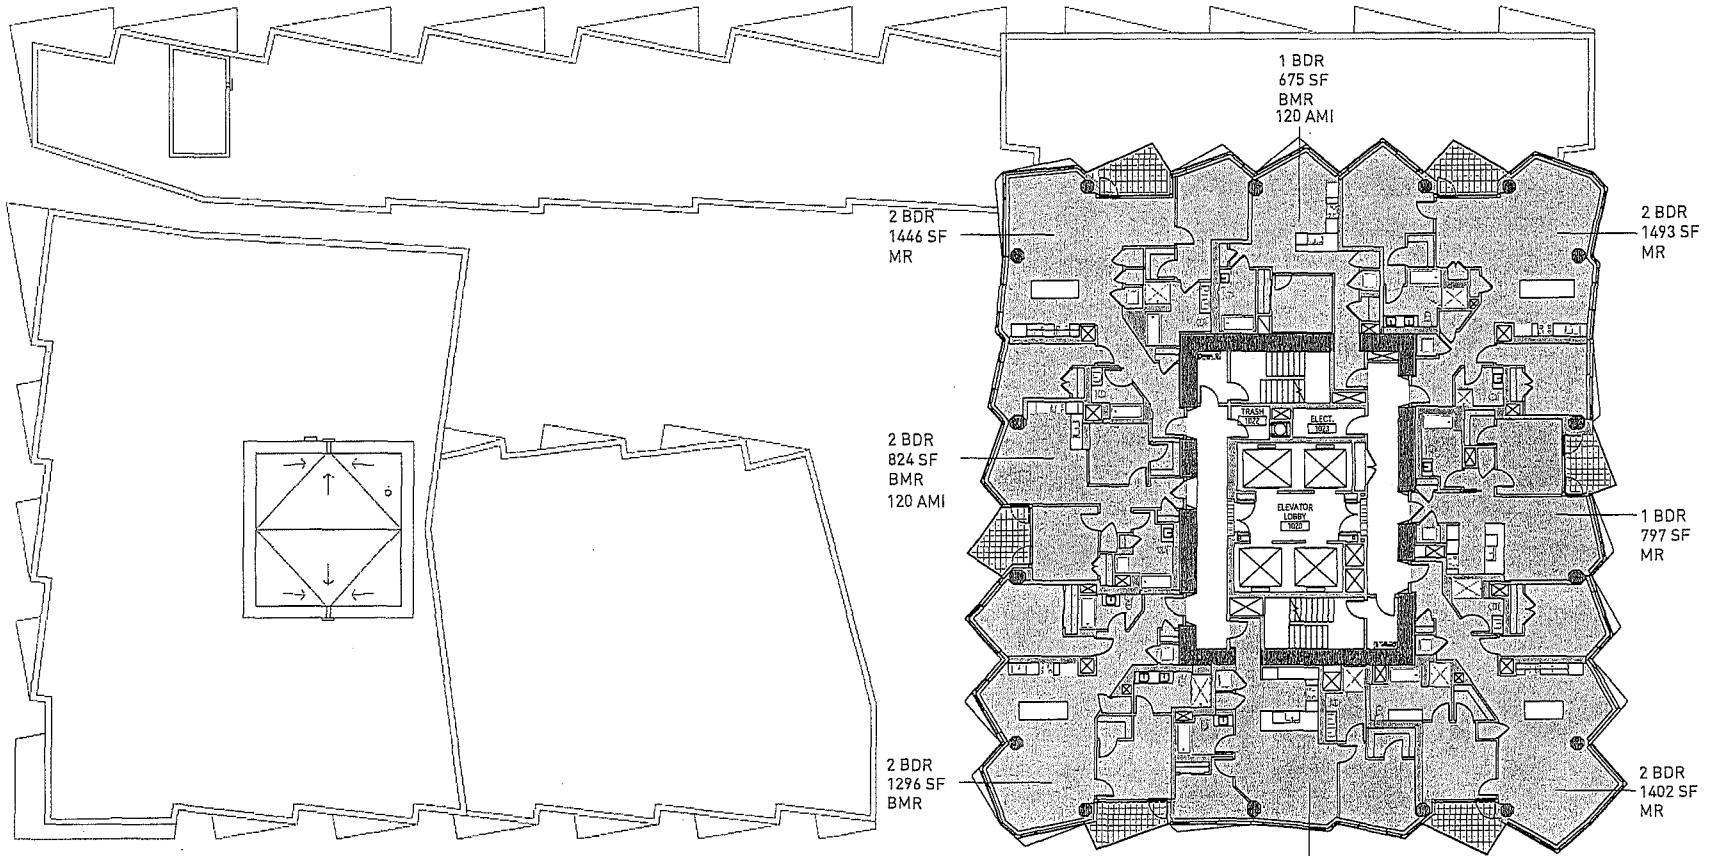 1 BDR
675 SF
BMR
120 AMI
2 BDR
1446 SF
MR
2 BDR
1493 SF
MR
TRASH
1022
ELECT.
1023
2 BDR
824 SF
BMR
120 AMI
ELEVATOR
LOBBY
1020
1 BDR
797 SF
MR
2 BDR
1296 SF
BMR
2 BDR
1402 SF
MR